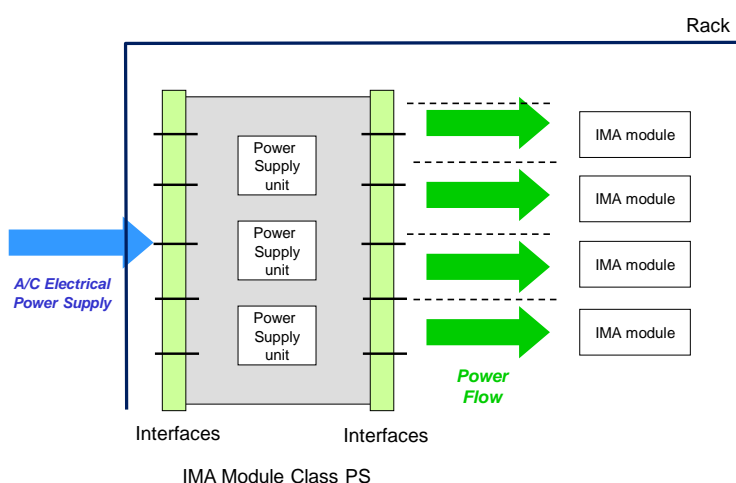 Rack
Power
Supply
unit
Power
Supply
unit
Power
Supply
unit
IMA module
IMA module
IMA module
IMA module
A/C Electrical
Power Supply
Power
Flow
Interfaces
Interfaces
IMA Module Class PS